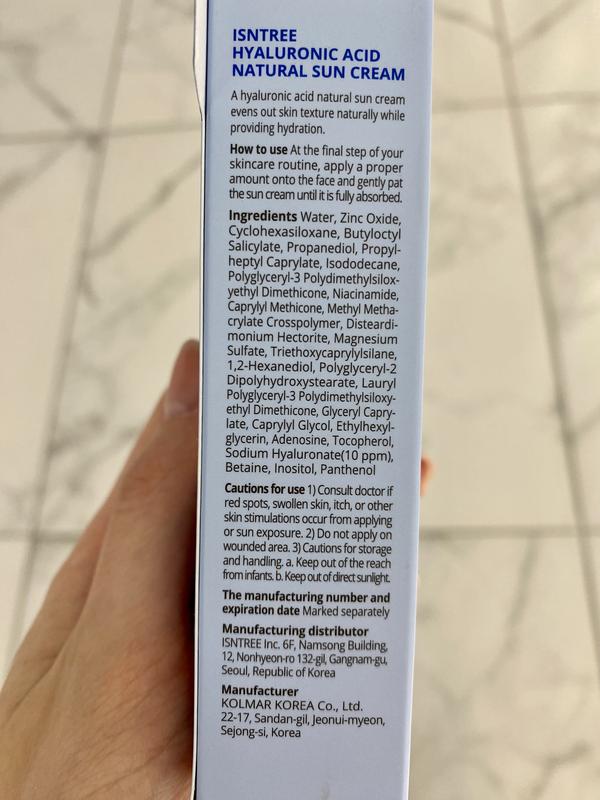 ISNTREE
HYALURONIC ACID
NATURAL SUN CREAM
A hyaluronic acid natural sun cream
evens out skin texture naturally while
providing hydration.
How to use At the final step of your
skincare routine, apply a proper
amount onto the face and gently pat
the sun cream until it is fully absorbed.
Ingredients Water, Zinc Oxide,
Cyclohexasiloxane, Butyloctyl
Salicylate, Propanediol, Propyl-
heptyl Caprylate, Isododecane,
Polyglyceryl-3 Polydimethylsilox-
yethyl Dimethicone, Niacinamide,
Caprylyl Methicone, Methyl Metha-
crylate Crosspolymer, Disteardi-
monium Hectorite, Magnesium
Sulfate, Triethoxycaprylylsilane,
1,2-Hexanediol, Polyglyceryl-2
Dipolyhydroxystearate, Lauryl
Polyglyceryl-3 Polydimethylsiloxy-
ethyl Dimethicone, Glyceryl Capry-
late, Caprylyl Glycol, Ethylhexyl-
glycerin, Adenosine, Tocopherol,
Sodium Hyaluronate(10 ppm),
Betaine, Inositol, Panthenol
Cautions for use 1) Consult doctor if
red spots, swollen skin, itch, or other
skin stimulations occur from applying
or sun exposure. 2) Do not apply on
wounded area. 3) Cautions for storage
and handling. a. Keep out of the reach
from infants. b. Keep out of direct sunlight.
The manufacturing number and
expiration date Marked separately
Manufacturing distributor
ISNTREE Inc. 6F, Namsong Building,
12, Nonhyeon-ro 132-gil, Gangnam-gu,
Seoul, Republic of Korea
Manufacturer
KOLMAR KOREA Co., Ltd.
22-17, Sandan-gil, Jeonui-myeon,
Sejong-si, Korea